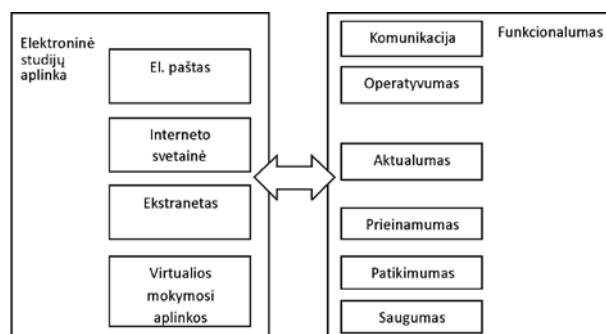 Elektroninė
studijų
aplinka
El. paštas
Interneto
svetainė
Ekstranetas
Virtualios
mokymosi
aplinkos
Funkcionalumas
Komunikacija
Operatyvumas
Aktualumas
Prieinamumas
Patikimumas
Saugumas